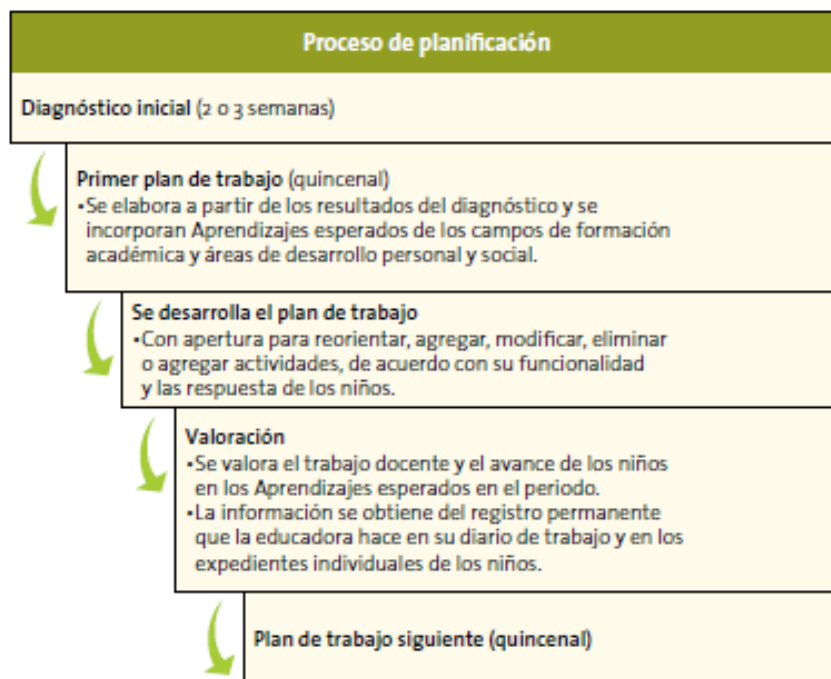 Proceso de planificación
Diagnóstico inicial (2 o 3 semanas)
Primer plan de trabajo (quincenal)
•Se elabora a partir de los resultados del diagnóstico y se
incorporan Aprendizajes esperados de los campos de formación
académica y áreas de desarrollo personal y social.
Se desarrolla el plan de trabajo
•Con apertura para reorientar, agregar, modificar, eliminar
o agregar actividades, de acuerdo con su funcionalidad
y las respuesta de los niños.
Valoración
•Se valora el trabajo docente y el avance de los niños
en los Aprendizajes esperados en el periodo.
•La información se obtiene del registro permanente
que la educadora hace en su diario de trabajo y en los
expedientes individuales de los niños.
Plan de trabajo siguiente (quincenal)